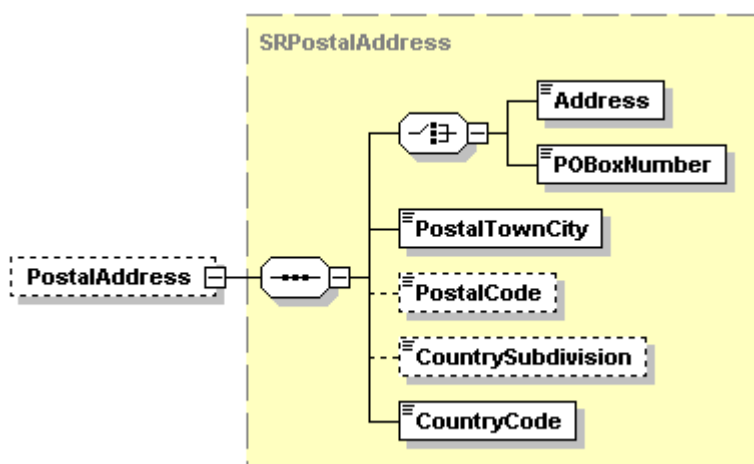 SRPostalAddress
Address
POBoxNumber
PostalTownCity
PostalAddress
PostalCode
CountrySubdivision
CountryCode